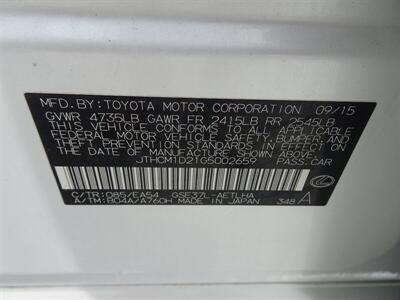 MFD.BY: TOYOTA MOTOR CORPORATION 09/15
GVWR 4735LB GAWR FR 2415LB RR 2545LB
THIS VEHICLE CONFORMS TO ALL APPLICABLE
FEDERAL MOTOR VEHICLE SAFETY, BUMPER, AND
THEFT PREVENTION STANDARDS IN EFFECT ON
THE DATE OF MANUFACTURE SHOWN ABOVE.
JTHCM1D21G5002659 PASS.CAR
C/TR: 085/EA54 GSE37L-AETLHA
A/TM: B04A/A760H MADE IN JAPAN 348 A